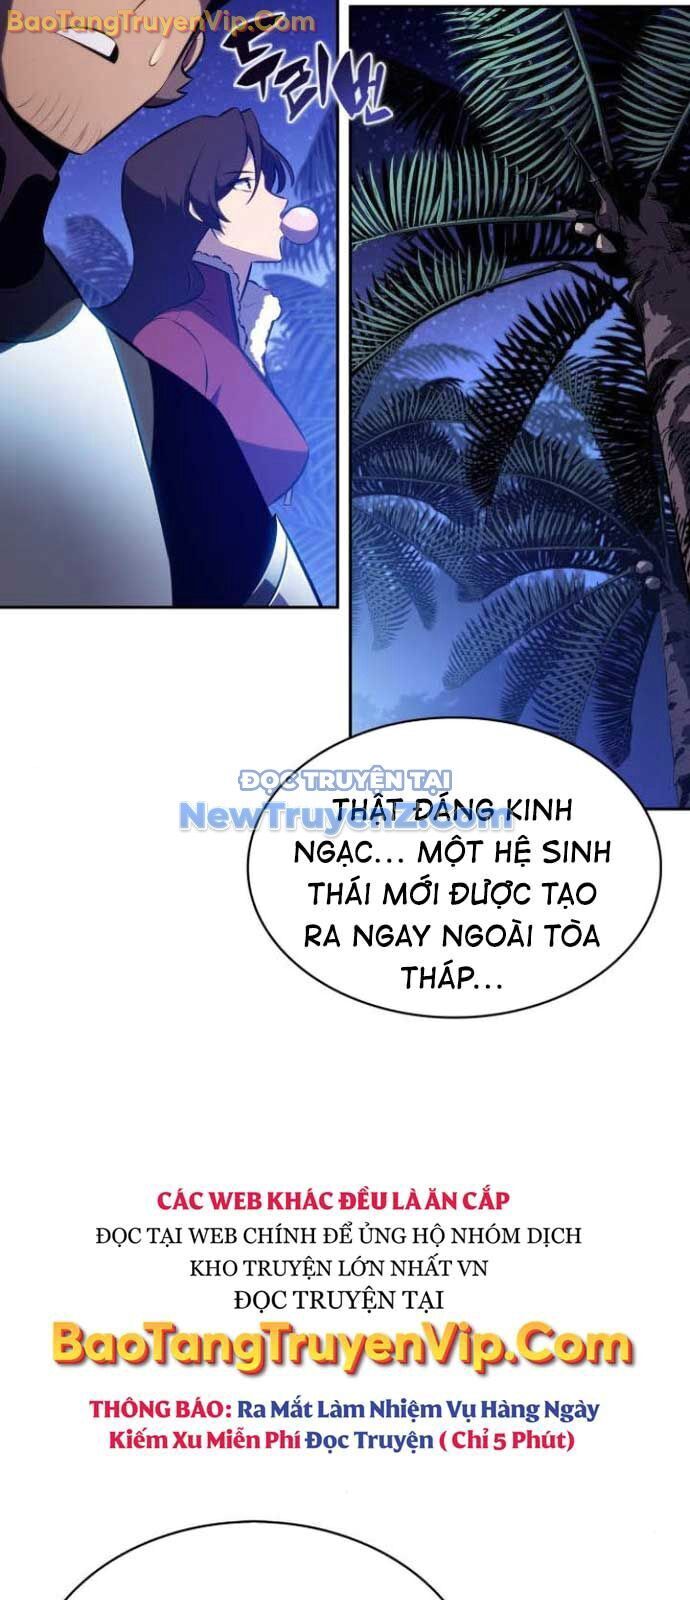 BaoTangTruyenVip.Com
두리번
ĐỌC TRUYỆN TẠI
NewTruyenZ.com
THẬT ĐÁNG KINH
NGẠC... MỘT HỆ SINH
THÁI MỚI ĐƯỢC TẠO
RA NGAY NGOÀI TÒA
THÁP...
CÁC WEB KHÁC ĐỀU LÀ ĂN CẮP
ĐỌC TẠI WEB CHÍNH ĐỂ ỦNG HỘ NHÓM DỊCH
KHO TRUYỆN LỚN NHẤT VN
ĐỌC TRUYỆN TẠI
BaoTangTruyenVip.Com
THÔNG BÁO: Ra Mắt Làm Nhiệm Vụ Hàng Ngày
Kiếm Xu Miễn Phí Đọc Truyện ( Chỉ 5 Phút)